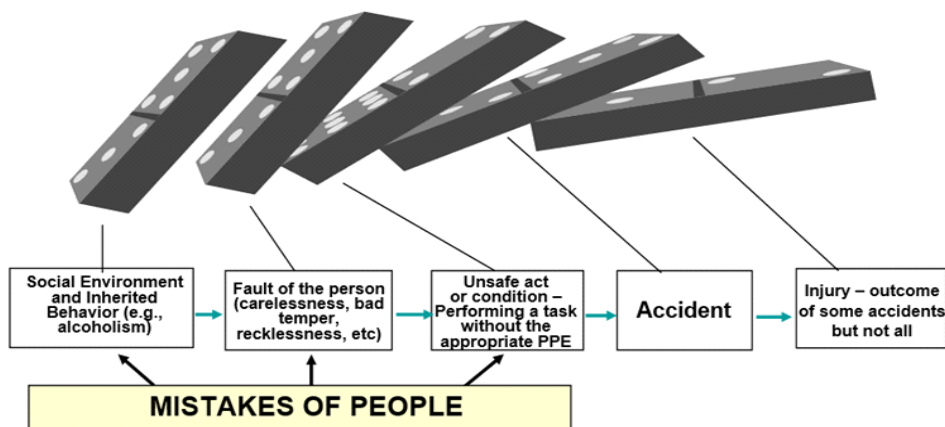 Social Environment
and Inherited
Behavior (e.g.,
alcoholism)
Fault of the person
(carelessness, bad
temper,
recklessness, etc)
Unsafe act
or condition –
Performing a task
without the
appropriate PPE
Accident
Injury – outcome
of some accidents
but not all
MISTAKES OF PEOPLE